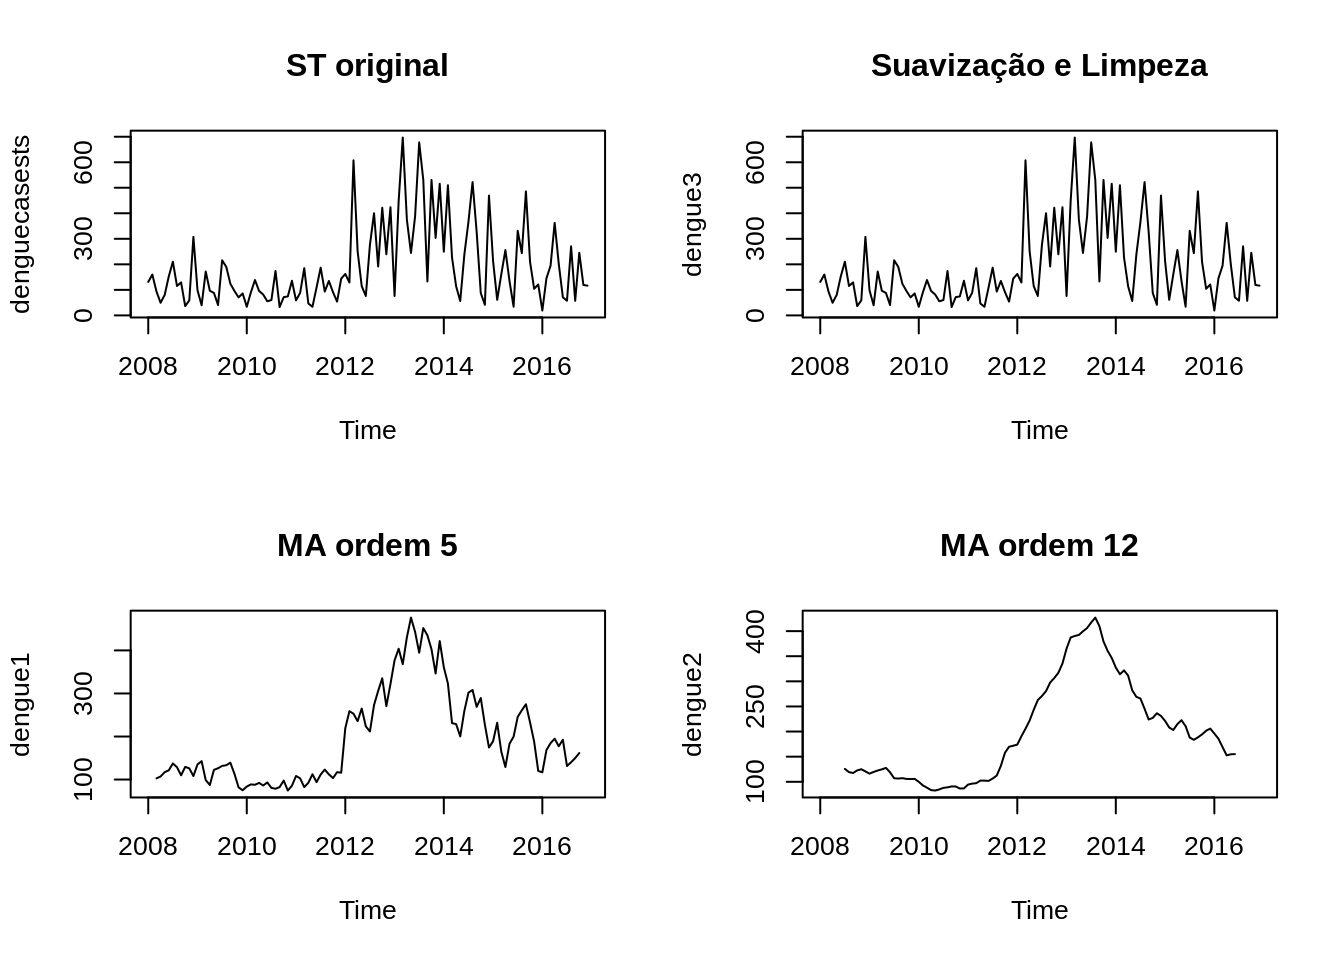 ST original
denguecasests
600
300
0
2008 2010 2012 2014 2016
Time
Suavização e Limpeza
dengue3
600
300
0
2008 2010 2012 2014 2016
Time
MA ordem 5
dengue1
300
100
2008 2010 2012 2014 2016
Time
MA ordem 12
dengue2
400
250
100
2008 2010 2012 2014 2016
Time